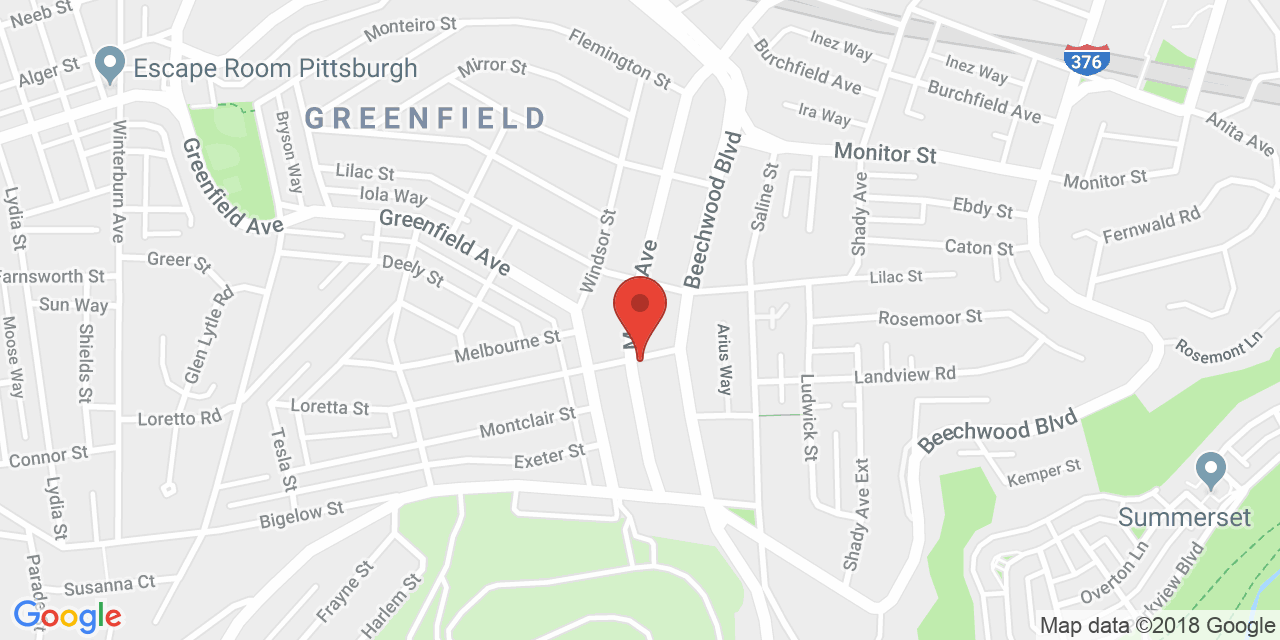 Neeb St
Monteiro St
Alger St
Escape Room Pittsburgh
Mirror St
Flemington St
Burchfield Ave
Inez Way
Inez Way
376
Burchfield Ave
Ira Way
Anita Ave
GREENFIELD
Bryson Way
Winterburn Ave
Greenfield Ave
Monitor St
Monitor St
Beechwood Blvd
Lilac St
Iola Way
Greenfield Ave
Saline St
Shady Ave
Ebdy St
Fernwald Rd
Caton St
Lydia St
Windsor St
Ave
Greer St
Deely St
Farnsworth St
Sun Way
Lilac St
Rosemoor St
Glen Lytle Rd
Shields St
Moose Way
Melbourne St
M
Arius Way
Rosemont Ln
Landview Rd
Ludwick St
Loretta St
Loretto Rd
Montclair St
Tesla St
Connor St
Exeter St
Beechwood Blvd
Kemper St
Lydia St
Bigelow St
Shady Ave Ext
Summerset
Overton Ln
Parkview Blvd
Susanna Ct
Parade St
Frayne St
Harlem St
Google
Map data ©2018 Google